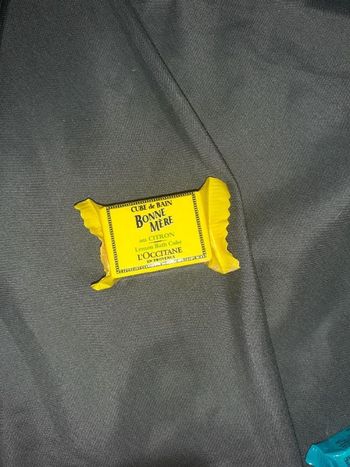 CUBE de BAIN
BONNE
MÈRE
au CITRON
Lemon Bath Cube
L'OCCITANE
EN PROVENCE